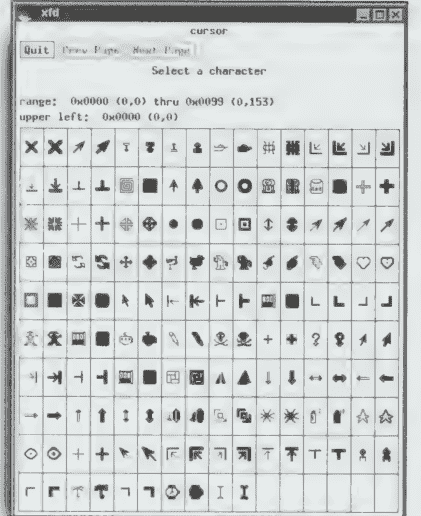 xfd
cursor
Quit Prev Page Next Page
Select a character
range: 0x0000 (0,0) thru 0x0099 (0,153)
upper left: 0x0000 (0,0)